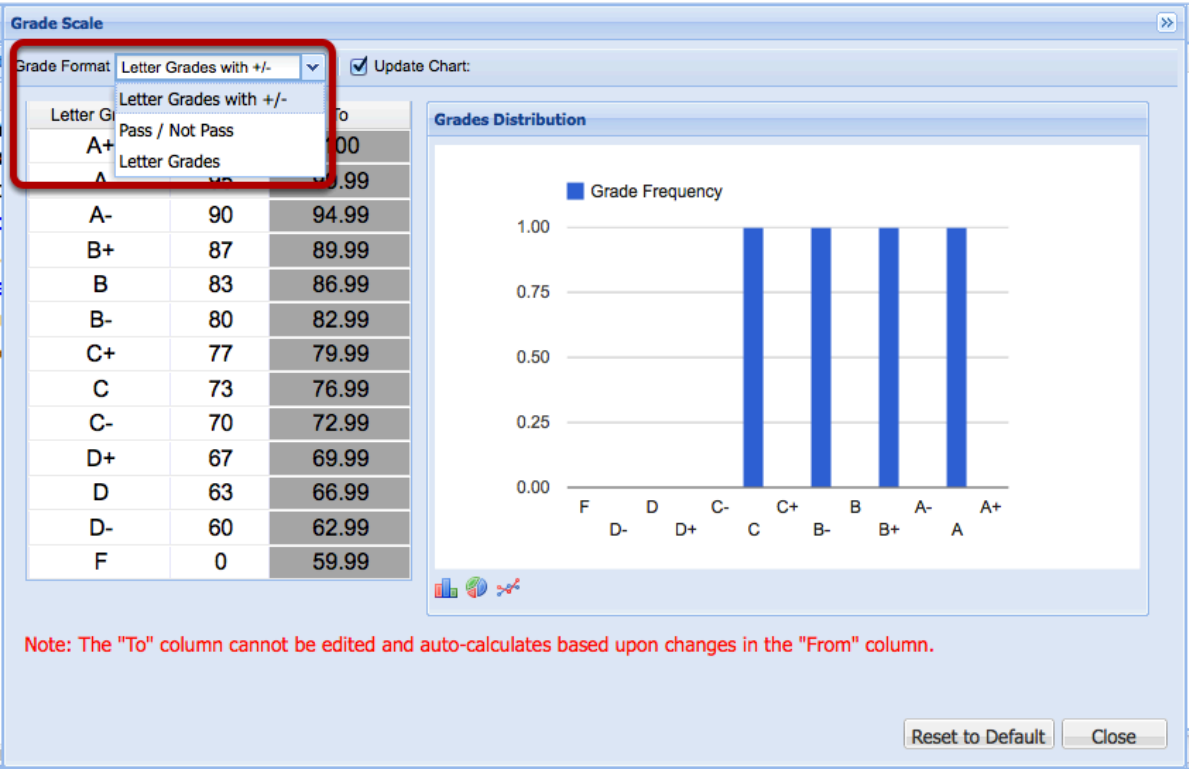 Grade Scale
Grade Format Letter Grades with +/- Update Chart:
Letter Grades with +/-
Pass / Not Pass
Letter Grades
Letter To
A+
A
A- 90 94.99
B+ 87 89.99
B 83 86.99
B- 80 82.99
C+ 77 79.99
C 73 76.99
C- 70 72.99
D+ 67 69.99
D 63 66.99
D- 60 62.99
F 0 59.99
Grades Distribution
Grade Frequency
1.00
0.75
0.50
0.25
0.00
F D C- C+ B A- A+
D- D+ C B- B+ A
Note: The "To" column cannot be edited and auto-calculates based upon changes in the "From" column.
Reset to Default Close